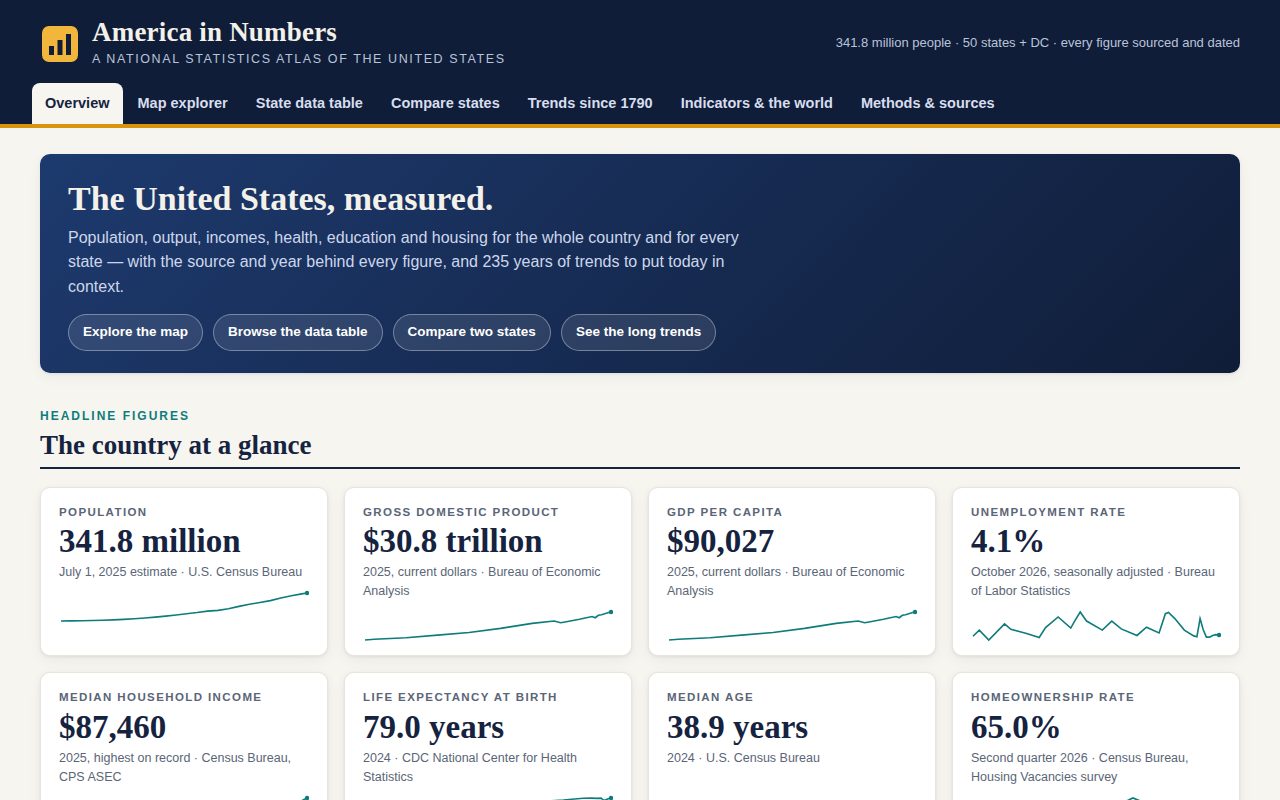 America in Numbers
A NATIONAL STATISTICS ATLAS OF THE UNITED STATES
341.8 million people · 50 states + DC · every figure sourced and dated
Overview
Map explorer
State data table
Compare states
Trends since 1790
Indicators & the world
Methods & sources
The United States, measured.
Population, output, incomes, health, education and housing for the whole country and for every
state — with the source and year behind every figure, and 235 years of trends to put today in
context.
Explore the map
Browse the data table
Compare two states
See the long trends
HEADLINE FIGURES
The country at a glance
POPULATION
341.8 million
July 1, 2025 estimate · U.S. Census Bureau
GROSS DOMESTIC PRODUCT
$30.8 trillion
2025, current dollars · Bureau of Economic
Analysis
GDP PER CAPITA
$90,027
2025, current dollars · Bureau of Economic
Analysis
UNEMPLOYMENT RATE
4.1%
October 2026, seasonally adjusted · Bureau
of Labor Statistics
MEDIAN HOUSEHOLD INCOME
$87,460
2025, highest on record · Census Bureau,
CPS ASEC
LIFE EXPECTANCY AT BIRTH
79.0 years
2024 · CDC National Center for Health
Statistics
MEDIAN AGE
38.9 years
2024 · U.S. Census Bureau
HOMEOWNERSHIP RATE
65.0%
Second quarter 2026 · Census Bureau,
Housing Vacancies survey